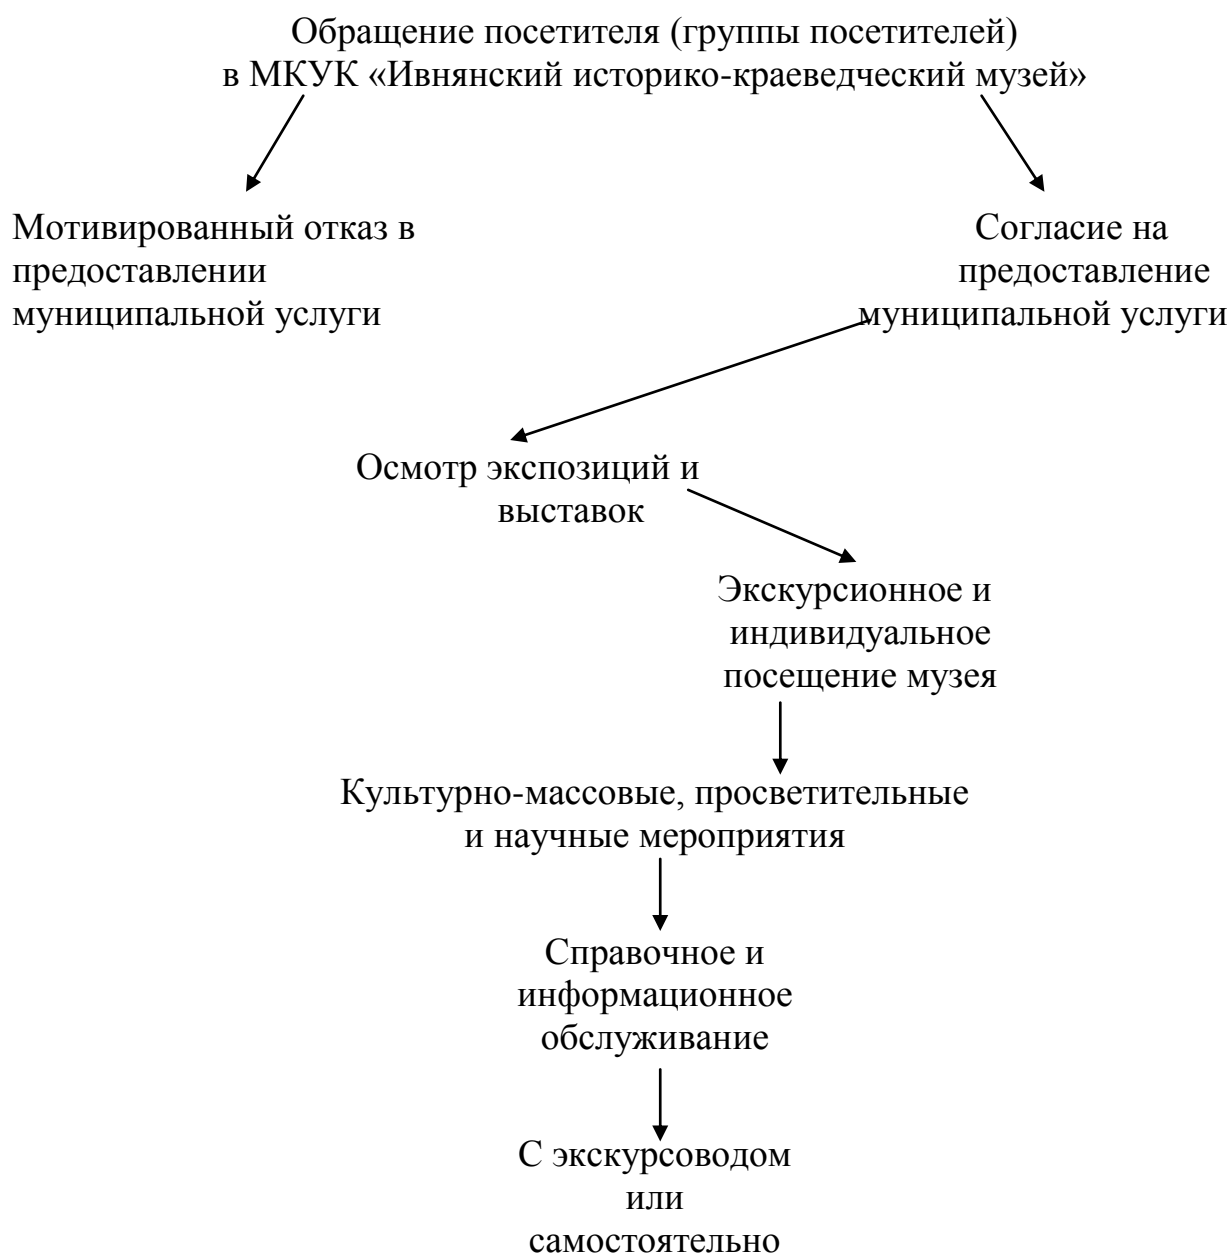 Обращение посетителя (группы посетителей)
в МКУК «Ивнянский историко-краеведческий музей»
Мотивированный отказ в
предоставлении
муниципальной услуги
Согласие на
предоставление
муниципальной услуги
Осмотр экспозиций и
выставок
Экскурсионное и
индивидуальное
посещение музея
Культурно-массовые, просветительные
и научные мероприятия
Справочное и
информационное
обслуживание
С экскурсоводом
или
самостоятельно